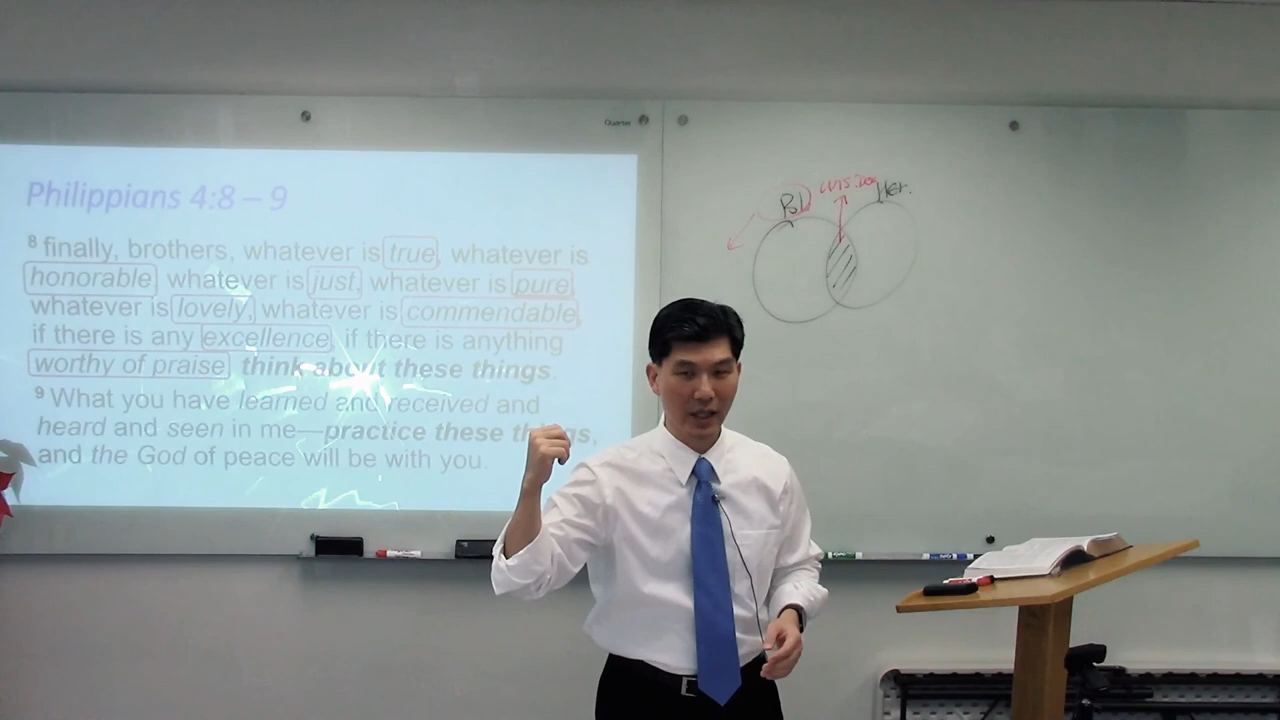 Quartet
Philippians 4:8 – 9
8 finally, brothers, whatever is true, whatever is
honorable, whatever is just, whatever is pure,
whatever is lovely, whatever is commendable,
if there is any excellence, if there is anything
worthy of praise, think about these things.
9 What you have learned and received and
heard and seen in me—practice these things,
and the God of peace will be with you.
Her.